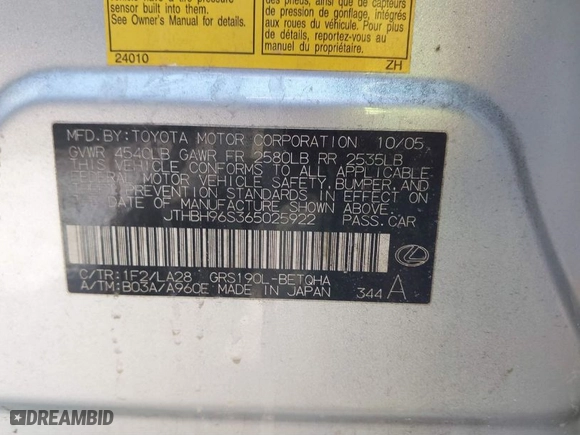 sensor built into them.
See Owner's Manual for details.
24010
des pneus, ainsi que de capteurs
de pression de gonflage, intégrés
aux roues du véhicule.
Pour plus de détails, se référer au
manuel du propriétaire.
ZH
MFD.BY:TOYOTA MOTOR CORPORATION 10/05
GVWR 4540LB GAWR FR 2580LB RR 2535LB
THIS VEHICLE CONFORMS TO ALL APPLICABLE
FEDERAL MOTOR VEHICLE SAFETY, BUMPER, AND
THEFT PREVENTION STANDARDS IN EFFECT ON
THE DATE OF MANUFACTURE SHOWN ABOVE.
JTHBH96S365025922 PASS.CAR
C/TR:1F2/LA28 GRS190L-BETQHA
A/TM:B03A/A960E MADE IN JAPAN 344 A
DREAMBID